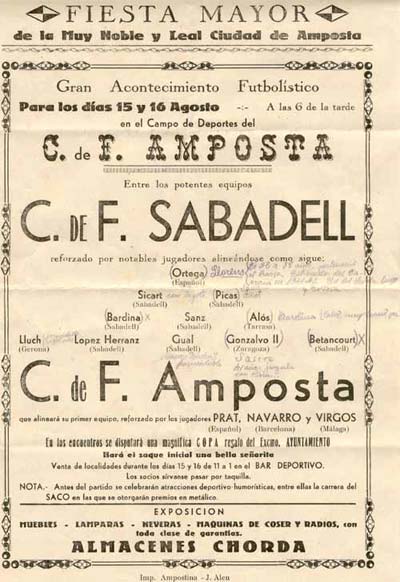 FIESTA MAYOR
de la Muy Noble y Leal Ciudad de Amposta
Gran Acontecimiento Futbolístico
Para los días 15 y 16 Agosto -:- A las 6 de la tarde
en el Campo de Deportes del
C. de F. AMPOSTA
Entre los potentes equipos
C. DE F. SABADELL
reforzado por notables jugadores alineándose como sigue:
(Ortega) Llorens
(Español)
Sicart (Picas)
(Sabadell) (Sabadell)
(Bardina) X Sanz Alós
(Sabadell) (Sabadell) (Tarrasa)
Lluch Lopez Herranz Gual (Gonzalvo II) (Betancourt) X
(Gerona) (Sabadell) (Sabadell) (Zaragoza) (Sabadell)
C. de F. Amposta
que alineará su primer equipo, reforzado por los jugadores PRAT, NAVARRO y VIRGOS
(Español) (Barcelona) (Málaga)
En los encuentros se disputará una magnífica COPA regalo del Excmo. AYUNTAMIENTO
Hará el saque inicial una bella señorita
Venta de localidades durante los días 15 y 16 de 11 a 1 en el BAR DEPORTIVO.
Los socios sírvanse pasar por taquilla.
NOTA.- Antes del partido se celebrarán atracciones deportivo-humorísticas, entre ellas la carrera del
SACO en las que se otorgarán premios en metálico.
EXPOSICION
MUEBLES - LAMPARAS - NEVERAS - MAQUINAS DE COSER Y RADIOS, con
toda clase de garantías.
ALMACENES CHORDA
Imp. Ampostina - J. Aleu